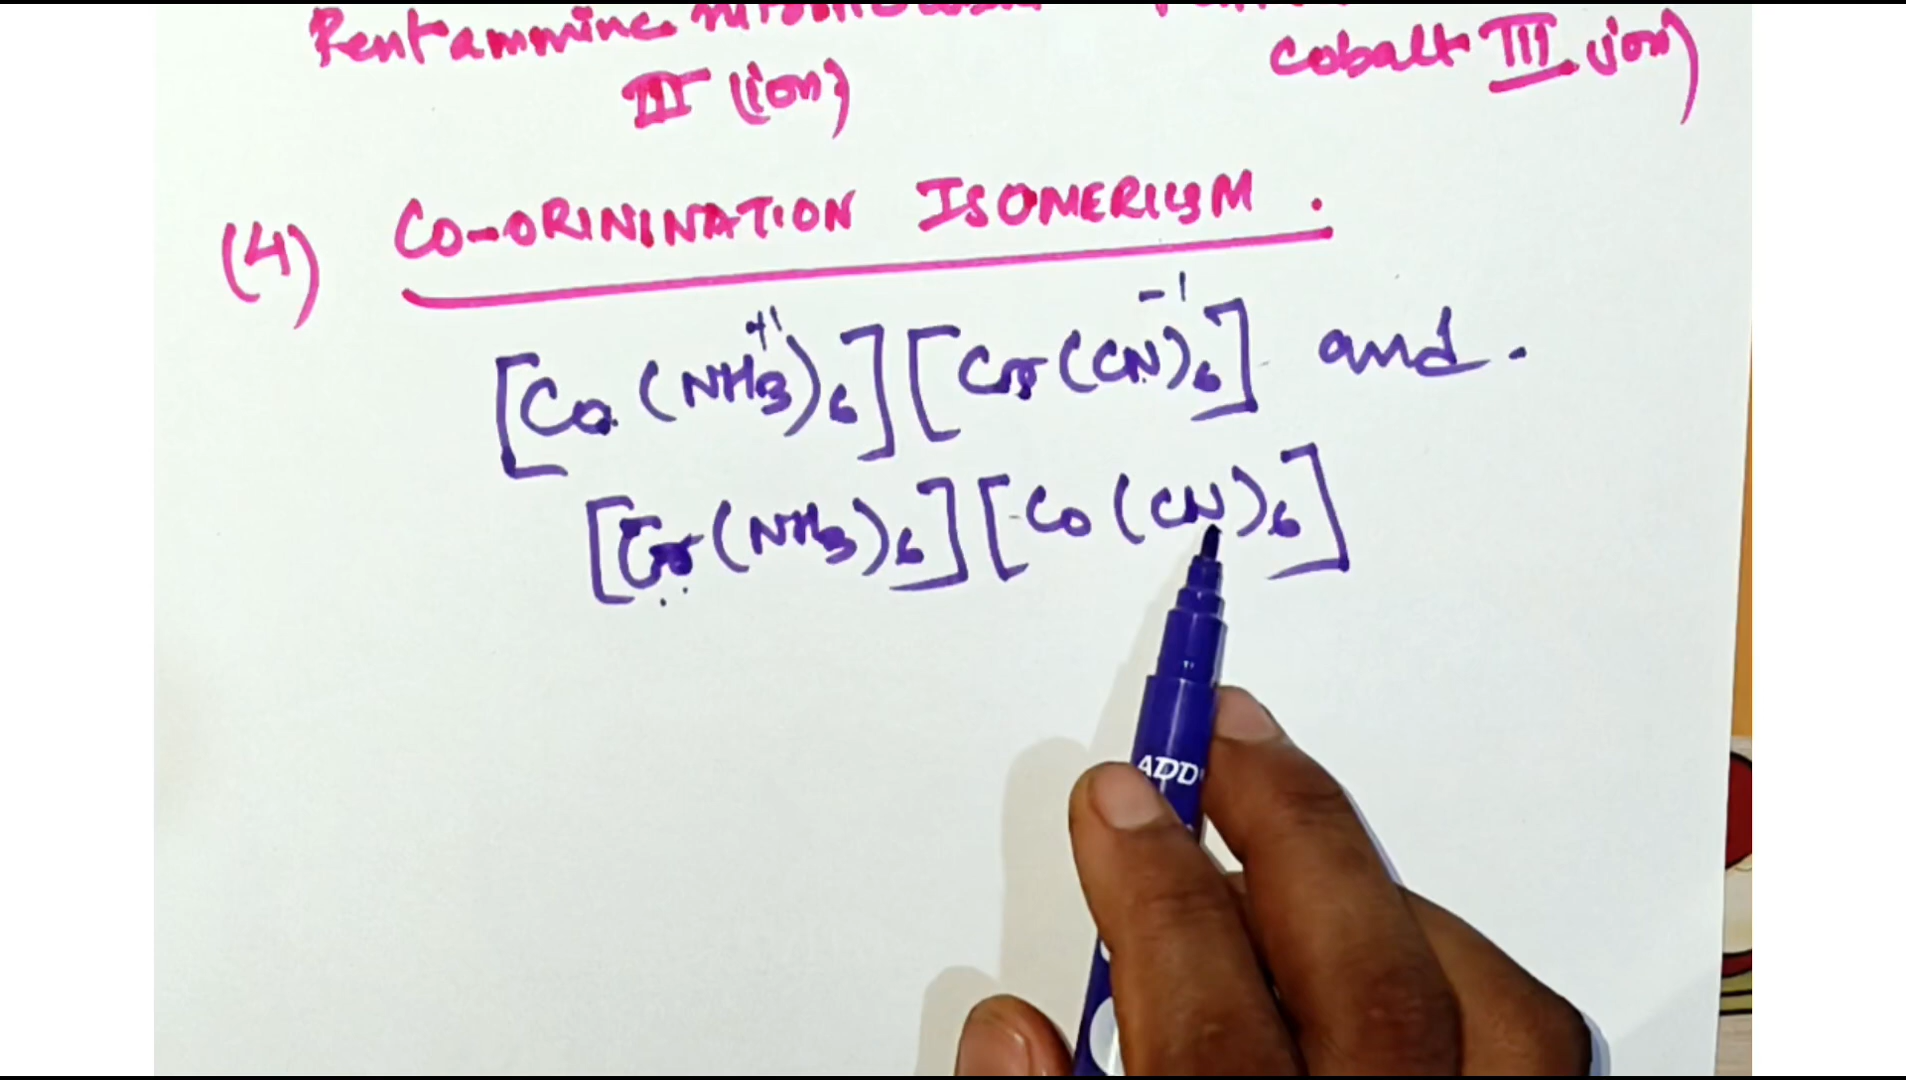 Pentammine
Cobalt III ion)
III (ion)
(4) CO-ORININATION ISOMERISM.
+1 -1
[Co(NH3)6][Cr(CN)6] and.
[Cr(NH3)6][Co(CN)6]
ADD